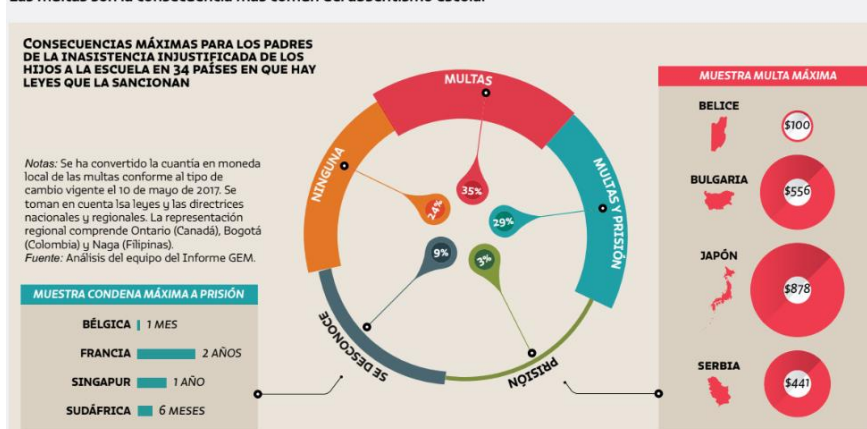 CONSECUENCIAS MÁXIMAS PARA LOS PADRES
DE LA INASISTENCIA INJUSTIFICADA DE LOS
HIJOS A LA ESCUELA EN 34 PAÍSES EN QUE HAY
LEYES QUE LA SANCIONAN
Notas: Se ha convertido la cuantía en moneda
local de las multas conforme al tipo de
cambio vigente el 10 de mayo de 2017. Se
toman en cuenta lsa leyes y las directrices
nacionales y regionales. La representación
regional comprende Ontario (Canadá), Bogotá
(Colombia) y Naga (Filipinas).
Fuente: Análisis del equipo del Informe GEM.
MUESTRA CONDENA MÁXIMA A PRISIÓN
BÉLGICA 1 MES
FRANCIA 2 AÑOS
SINGAPUR 1 AÑO
SUDÁFRICA 6 MESES
MULTAS
35%
MULTAS Y PRISIÓN
29%
PRISIÓN
3%
SE DESCONOCE
9%
NINGUNA
24%
MUESTRA MULTA MÁXIMA
BELICE
$100
BULGARIA
$556
JAPÓN
$878
SERBIA
$441